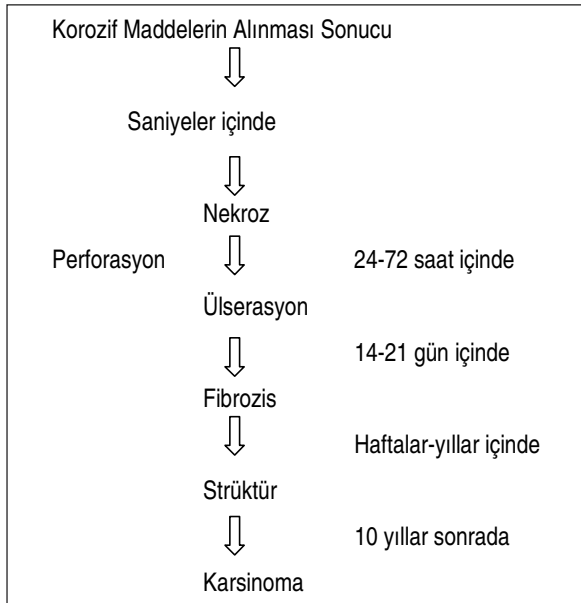 Korozif Maddelerin Alınması Sonucu
Saniyeler içinde
Nekroz
Perforasyon 24-72 saat içinde
Ülserasyon
14-21 gün içinde
Fibrozis
Haftalar-yıllar içinde
Strüktür
10 yıllar sonrada
Karsinoma